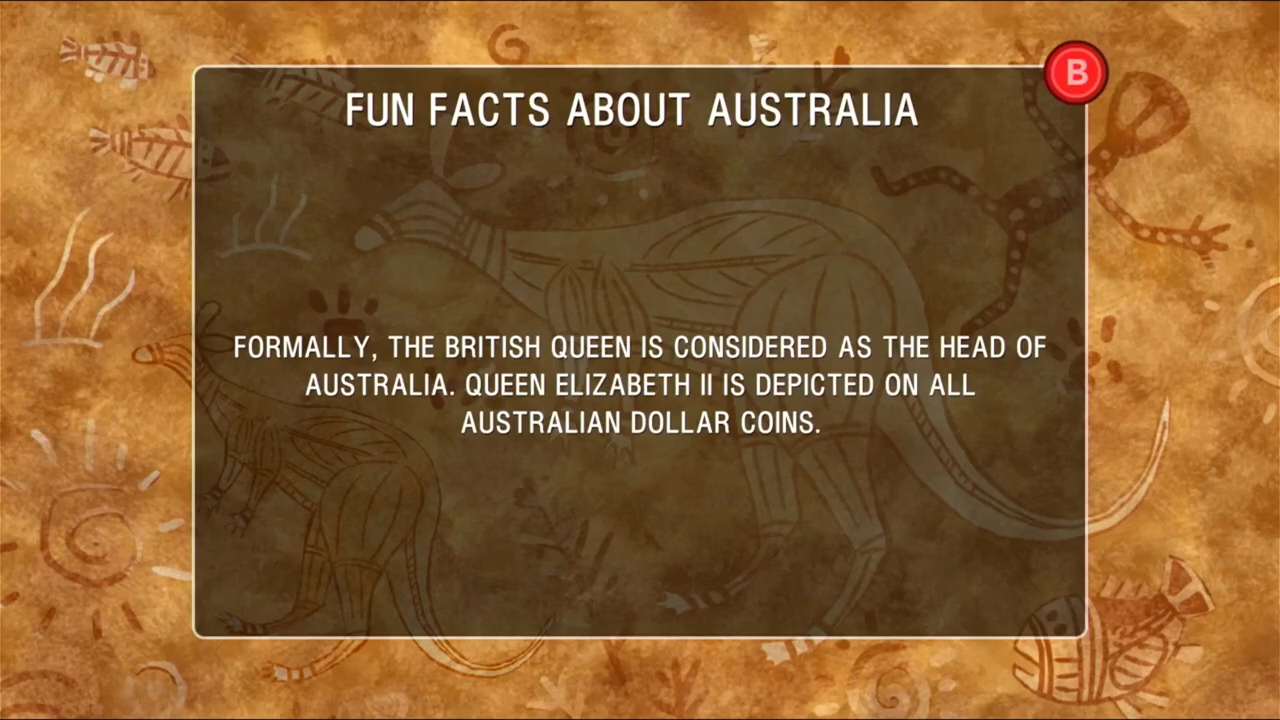 B
FUN FACTS ABOUT AUSTRALIA
FORMALLY, THE BRITISH QUEEN IS CONSIDERED AS THE HEAD OF
AUSTRALIA. QUEEN ELIZABETH II IS DEPICTED ON ALL
AUSTRALIAN DOLLAR COINS.